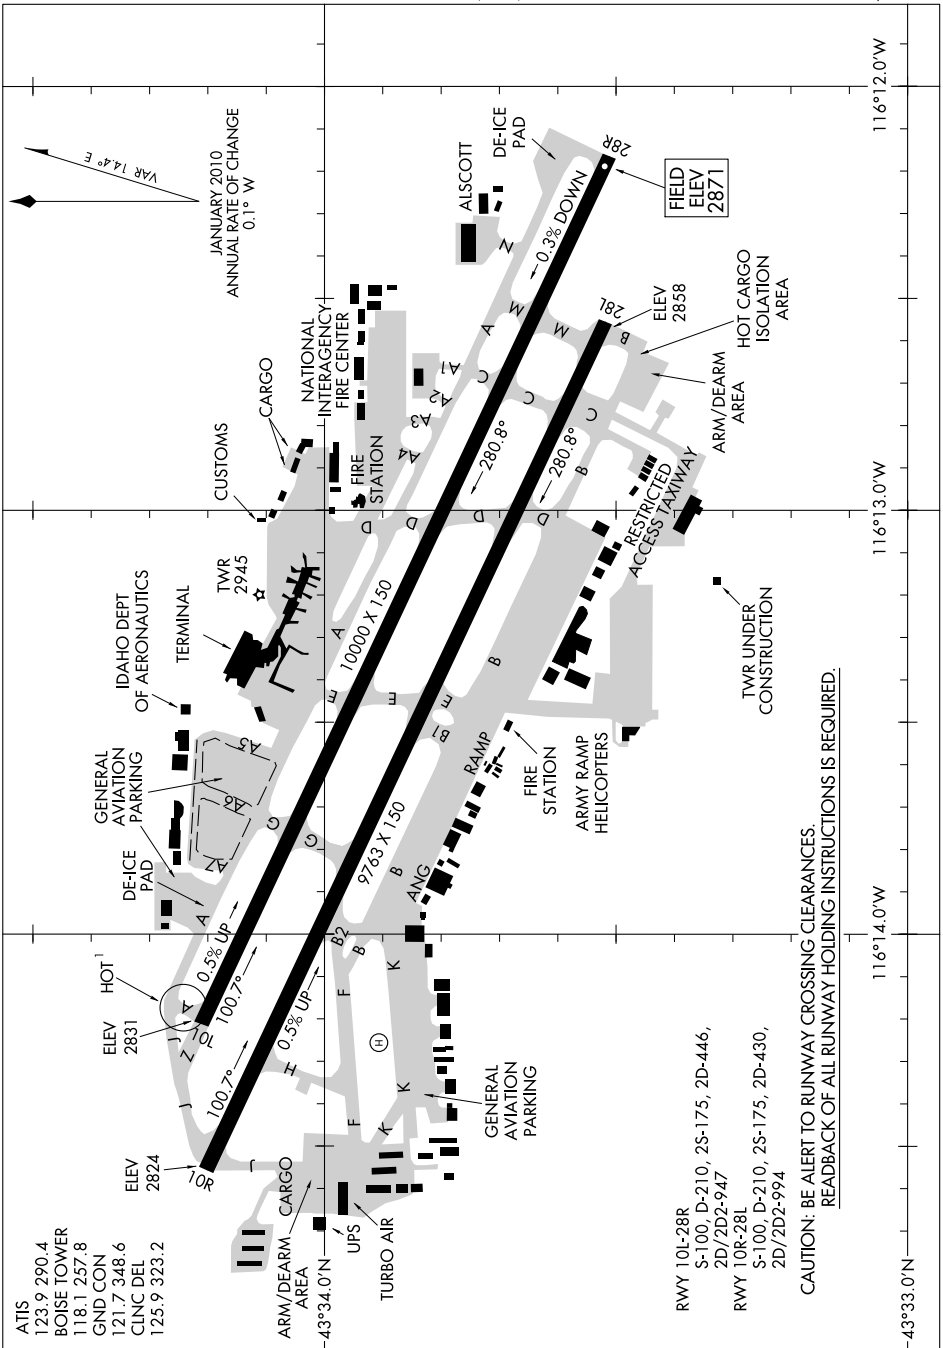 ATIS
123.9 290.4
BOISE TOWER
118.1 257.8
GND CON
121.7 348.6
CLNC DEL
125.9 323.2
VAR 14.4° E
JANUARY 2010
ANNUAL RATE OF CHANGE
0.1° W
116°12.0'W
116°13.0'W
116°14.0'W
43°34.0'N
43°33.0'N
ALSCOTT
DE-ICE
PAD
28R
FIELD
ELEV
2871
0.3% DOWN
Z
M
M
A
28L
ELEV
2858
B
HOT CARGO
ISOLATION
AREA
ARM/DEARM
AREA
NATIONAL
INTERAGENCY
FIRE CENTER
CARGO
CUSTOMS
FIRE
STATION
A1
A2
A3
A4
C
C
C
280.8°
280.8°
B
D
D
D
D
RESTRICTED
ACCESS TAXIWAY
TWR UNDER
CONSTRUCTION
TWR
2945
TERMINAL
IDAHO DEPT
OF AERONAUTICS
GENERAL
AVIATION
PARKING
DE-ICE
PAD
A
10000 X 150
E
E
E
B
B1
A5
A6
A7
G
G
9763 X 150
RAMP
ANG
FIRE
STATION
ARMY RAMP
HELICOPTERS
B
B2
B
A
0.5% UP
100.7°
HOT 1
A
ELEV
2831
10L
J
Z
J
0.5% UP
100.7°
H
F
K
H
F
K
K
GENERAL
AVIATION
PARKING
ELEV
2824
10R
J
CARGO
ARM/DEARM
AREA
UPS
TURBO AIR
RWY 10L-28R
S-100, D-210, 2S-175, 2D-446,
2D/2D2-947
RWY 10R-28L
S-100, D-210, 2S-175, 2D-430,
2D/2D2-994
CAUTION: BE ALERT TO RUNWAY CROSSING CLEARANCES.
READBACK OF ALL RUNWAY HOLDING INSTRUCTIONS IS REQUIRED.